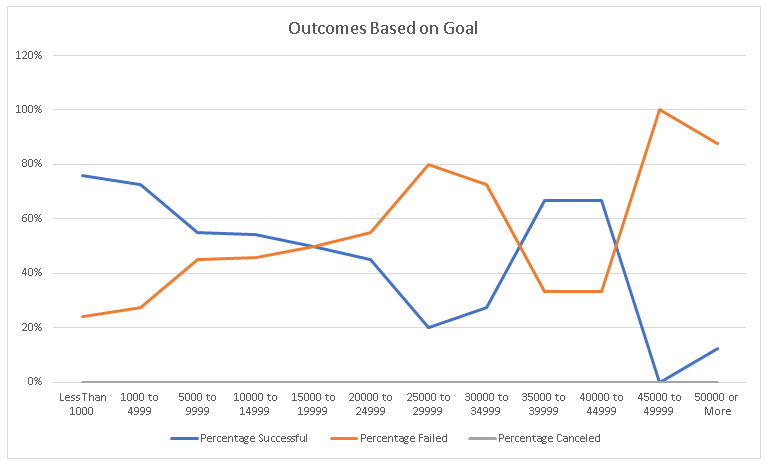 Outcomes Based on Goal
120%
100%
80%
60%
40%
20%
0%
Less Than 1000 to 5000 to 10000 to 15000 to 20000 to 25000 to 30000 to 35000 to 40000 to 45000 to 50000 or
1000 4999 9999 14999 19999 24999 29999 34999 39999 44999 49999 More
Percentage Successful Percentage Failed Percentage Canceled